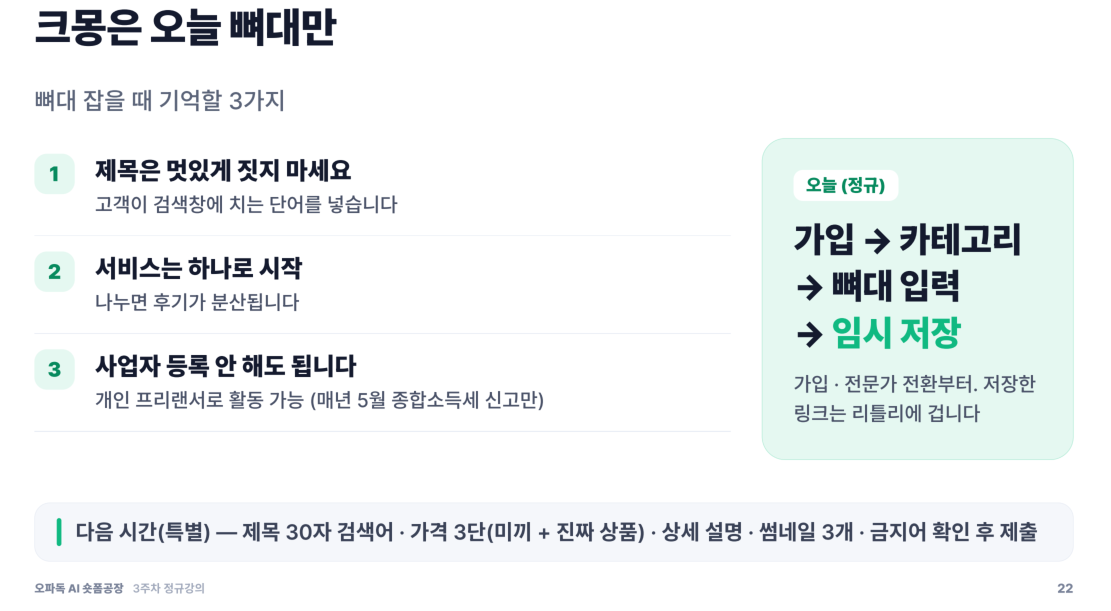 크몽은 오늘 뼈대만
뼈대 잡을 때 기억할 3가지
1
제목은 멋있게 짓지 마세요
고객이 검색창에 치는 단어를 넣습니다
2
서비스는 하나로 시작
나누면 후기가 분산됩니다
3
사업자 등록 안 해도 됩니다
개인 프리랜서로 활동 가능 (매년 5월 종합소득세 신고만)
오늘 (정규)
가입 → 카테고리
→ 뼈대 입력
→ 임시 저장
가입 · 전문가 전환부터. 저장한
링크는 리틀리에 겁니다
다음 시간(특별) — 제목 30자 검색어 · 가격 3단(미끼 + 진짜 상품) · 상세 설명 · 썸네일 3개 · 금지어 확인 후 제출
오파독 AI 숏폼공장 3주차 정규강의
22